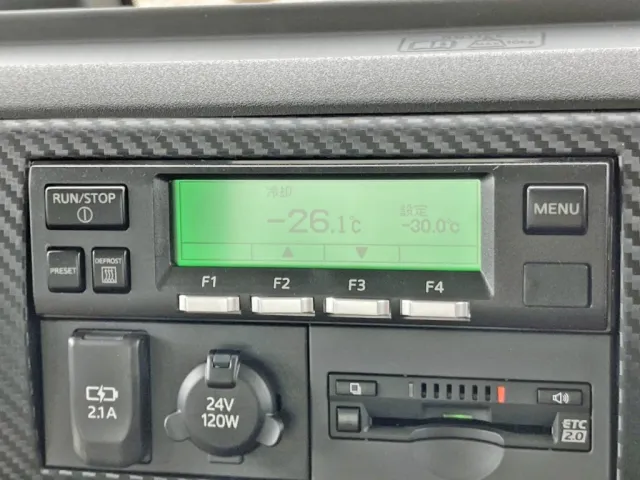 冷却
RUN/STOP
-26.1℃
設定
-30.0℃
MENU
PRESET
DEFROST
▲
▼
F1
F2
F3
F4
2.1A
24V
120W
ETC
2.0